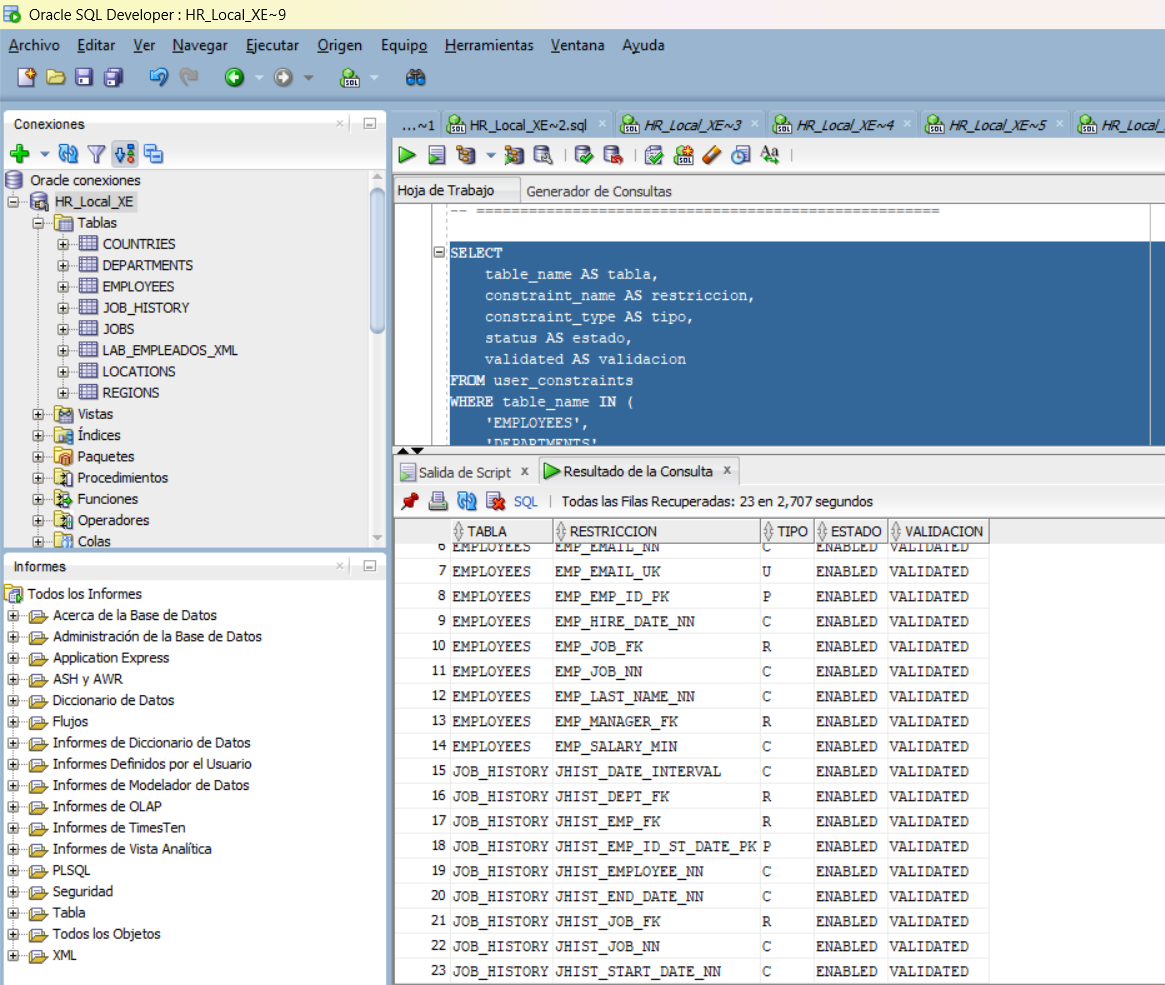 Oracle SQL Developer : HR_Local_XE~9
Archivo Editar Ver Navegar Ejecutar Origen Equipo Herramientas Ventana Ayuda
Conexiones
Oracle conexiones
HR_Local_XE
Tablas
COUNTRIES
DEPARTMENTS
EMPLOYEES
JOB_HISTORY
JOBS
LAB_EMPLEADOS_XML
LOCATIONS
REGIONS
Vistas
Índices
Paquetes
Procedimientos
Funciones
Operadores
Colas
Informes
Todos los Informes
Acerca de la Base de Datos
Administración de la Base de Datos
Application Express
ASH y AWR
Diccionario de Datos
Flujos
Informes de Diccionario de Datos
Informes Definidos por el Usuario
Informes de Modelador de Datos
Informes de OLAP
Informes de TimesTen
Informes de Vista Analítica
PLSQL
Seguridad
Tabla
Todos los Objetos
XML
...~1 HR_Local_XE~2.sql HR_Local_XE~3 HR_Local_XE~4 HR_Local_XE~5 HR_Local_
Hoja de Trabajo Generador de Consultas
-- =====================================================
SELECT
table_name AS tabla,
constraint_name AS restriccion,
constraint_type AS tipo,
status AS estado,
validated AS validacion
FROM user_constraints
WHERE table_name IN (
'EMPLOYEES',
'DEPARTMENTS'
Salida de Script x Resultado de la Consulta x
SQL | Todas las Filas Recuperadas: 23 en 2,707 segundos
TABLA RESTRICCION TIPO ESTADO VALIDACION
6 EMPLOYEES EMP_EMAIL_NN C ENABLED VALIDATED
7 EMPLOYEES EMP_EMAIL_UK U ENABLED VALIDATED
8 EMPLOYEES EMP_EMP_ID_PK P ENABLED VALIDATED
9 EMPLOYEES EMP_HIRE_DATE_NN C ENABLED VALIDATED
10 EMPLOYEES EMP_JOB_FK R ENABLED VALIDATED
11 EMPLOYEES EMP_JOB_NN C ENABLED VALIDATED
12 EMPLOYEES EMP_LAST_NAME_NN C ENABLED VALIDATED
13 EMPLOYEES EMP_MANAGER_FK R ENABLED VALIDATED
14 EMPLOYEES EMP_SALARY_MIN C ENABLED VALIDATED
15 JOB_HISTORY JHIST_DATE_INTERVAL C ENABLED VALIDATED
16 JOB_HISTORY JHIST_DEPT_FK R ENABLED VALIDATED
17 JOB_HISTORY JHIST_EMP_FK R ENABLED VALIDATED
18 JOB_HISTORY JHIST_EMP_ID_ST_DATE_PK P ENABLED VALIDATED
19 JOB_HISTORY JHIST_EMPLOYEE_NN C ENABLED VALIDATED
20 JOB_HISTORY JHIST_END_DATE_NN C ENABLED VALIDATED
21 JOB_HISTORY JHIST_JOB_FK R ENABLED VALIDATED
22 JOB_HISTORY JHIST_JOB_NN C ENABLED VALIDATED
23 JOB_HISTORY JHIST_START_DATE_NN C ENABLED VALIDATED